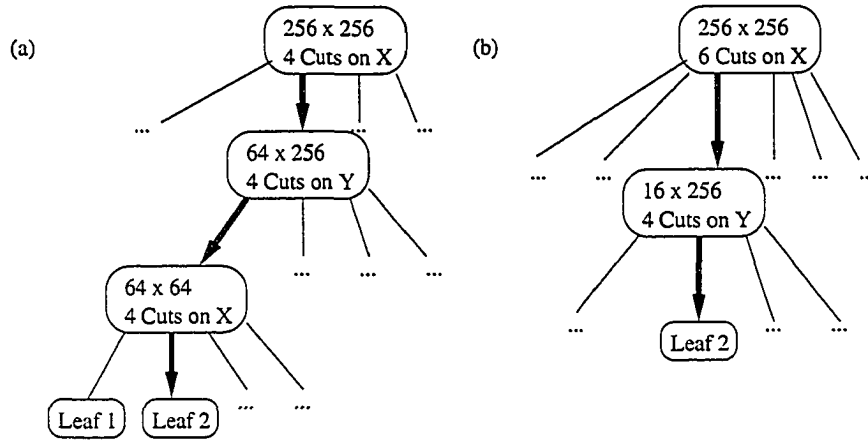 (a)
256 x 256
4 Cuts on X
... ... ...
64 x 256
4 Cuts on Y
... ... ...
64 x 64
4 Cuts on X
Leaf 1 Leaf 2 ... ...
(b)
256 x 256
6 Cuts on X
... ... ... ... ...
16 x 256
4 Cuts on Y
... ... ...
Leaf 2